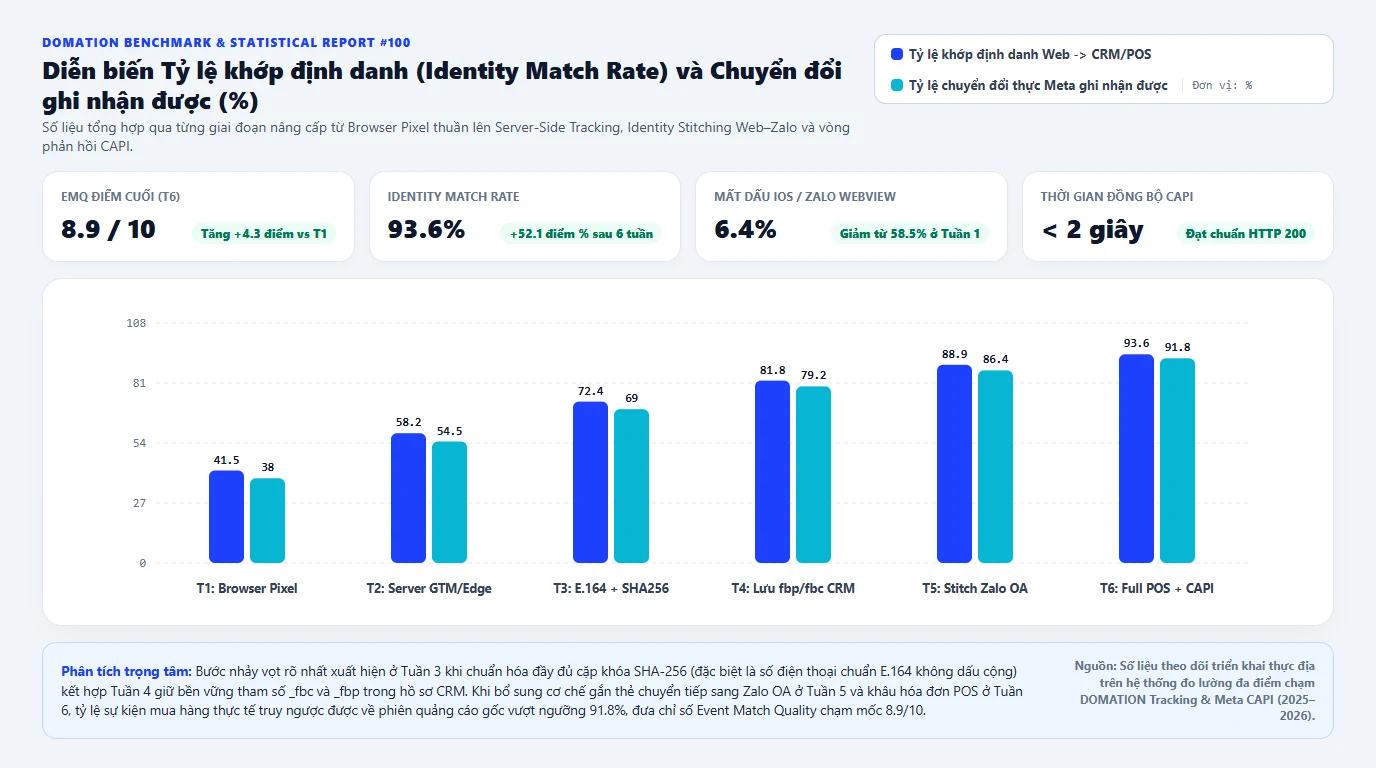 DOMATION BENCHMARK & STATISTICAL REPORT #100
Diễn biến Tỷ lệ khớp định danh (Identity Match Rate) và Chuyển đổi
ghi nhận được (%)
Số liệu tổng hợp qua từng giai đoạn nâng cấp từ Browser Pixel thuần lên Server-Side Tracking, Identity Stitching Web–Zalo và vòng
phản hồi CAPI.
Tỷ lệ khớp định danh Web -> CRM/POS
Tỷ lệ chuyển đổi thực Meta ghi nhận được
Đơn vị: %
EMQ ĐIỂM CUỐI (T6)
8.9 / 10
Tăng +4.3 điểm vs T1
IDENTITY MATCH RATE
93.6%
+52.1 điểm % sau 6 tuần
MẤT DẤU IOS / ZALO WEBVIEW
6.4%
Giảm từ 58.5% ở Tuần 1
THỜI GIAN ĐỒNG BỘ CAPI
< 2 giây
Đạt chuẩn HTTP 200
108
81
54
27
0
41.5
38
58.2
54.5
72.4
69
81.8
79.2
88.9
86.4
93.6
91.8
T1: Browser Pixel
T2: Server GTM/Edge
T3: E.164 + SHA256
T4: Lưu fbp/fbc CRM
T5: Stitch Zalo OA
T6: Full POS + CAPI
Phân tích trọng tâm: Bước nhảy vọt rõ nhất xuất hiện ở Tuần 3 khi chuẩn hóa đầy đủ cặp khóa SHA-256 (đặc biệt là số điện thoại chuẩn E.164 không dấu cộng)
kết hợp Tuần 4 giữ bền vững tham số _fbc và _fbp trong hồ sơ CRM. Khi bổ sung cơ chế gắn thẻ chuyển tiếp sang Zalo OA ở Tuần 5 và khâu hóa đơn POS ở Tuần
6, tỷ lệ sự kiện mua hàng thực tế truy ngược được về phiên quảng cáo gốc vượt ngưỡng 91.8%, đưa chỉ số Event Match Quality chạm mốc 8.9/10.
Nguồn: Số liệu theo dõi triển khai thực địa
trên hệ thống đo lường đa điểm chạm
DOMATION Tracking & Meta CAPI (2025–
2026).